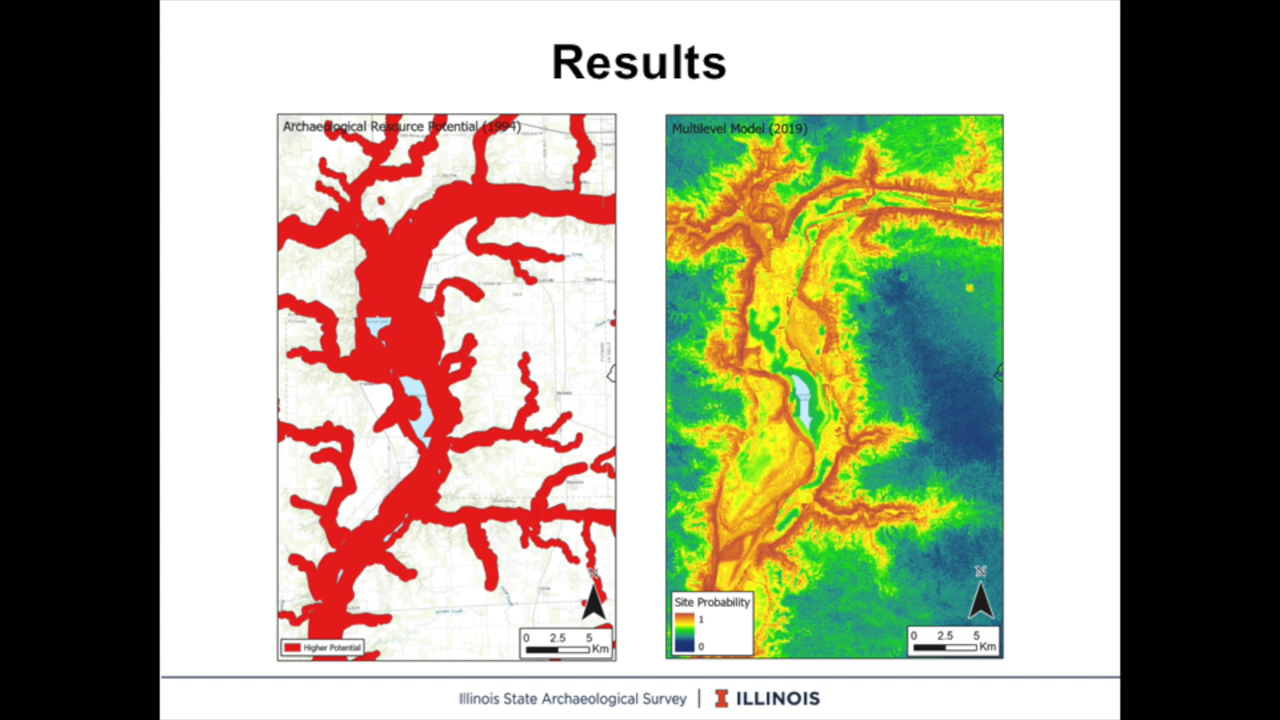 Results
Archaeological Resource Potential (1994)
Higher Potential
0 2.5 5
Km
N
Multilevel Model (2019)
Site Probability
1
0
N
0 2.5 5
Km
Illinois State Archaeological Survey | I ILLINOIS